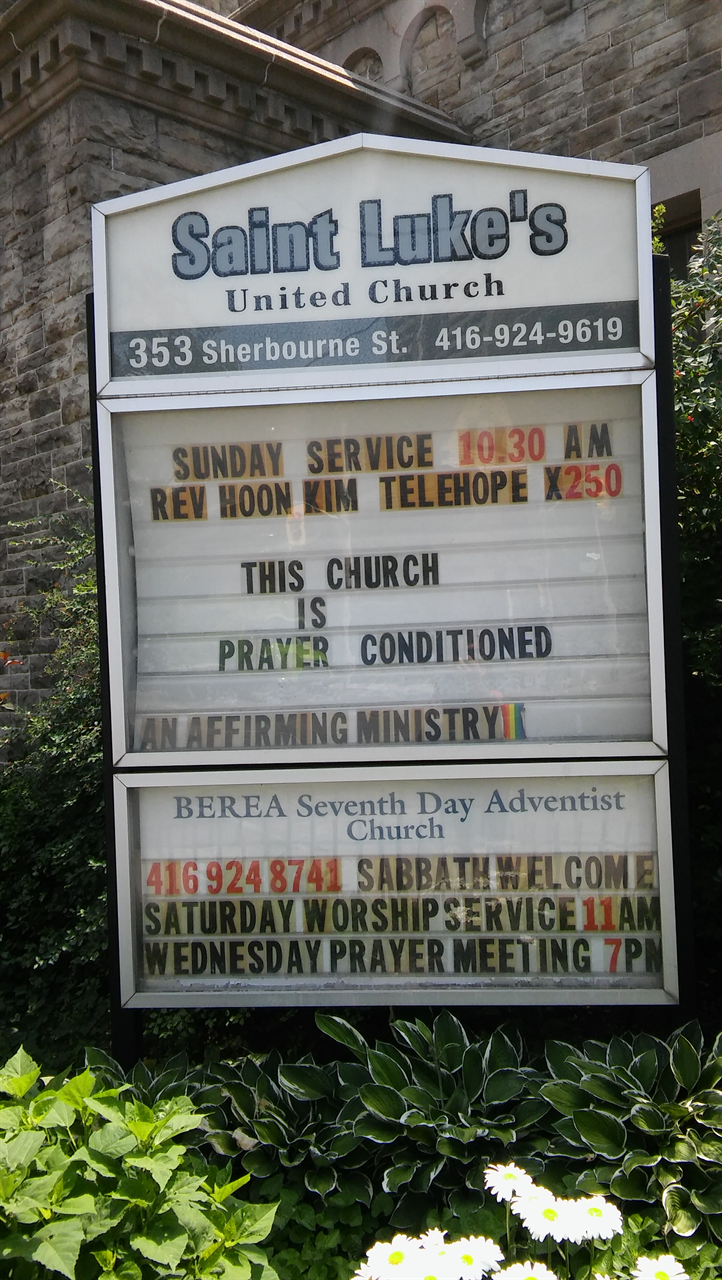 Saint Luke's
United Church
353 Sherbourne St. 416-924-9619
SUNDAY SERVICE 10.30 AM
REV HOON KIM TELEHOPE X250
THIS CHURCH
IS
PRAYER CONDITIONED
AN AFFIRMING MINISTRY
BEREA Seventh Day Adventist
Church
416 924 8741 SABBATH WELCOME
SATURDAY WORSHIP SERVICE 11AM
WEDNESDAY PRAYER MEETING 7PM